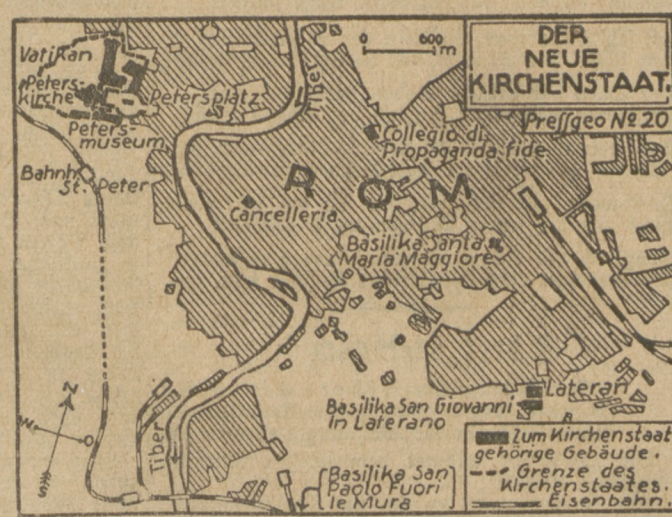 DER
NEUE
KIRCHENSTAAT.
Pressgeo No 20
0 600
m
Vatikan
Peters-
kirche
Petersplatz
Peters-
museum
Tiber
Collegio di
Propaganda fide
Bahnh.
St. Peter
ROM
Cancelleria
Basilika Santa
Maria Maggiore
Lateran
Basilika San Giovanni
In Laterano
N
W
O
S
Tiber
Basilika San
Paolo Fuori
le Mura
Zum Kirchenstaat
gehörige Gebäude.
Grenze des
Kirchenstaates.
Eisenbahn.